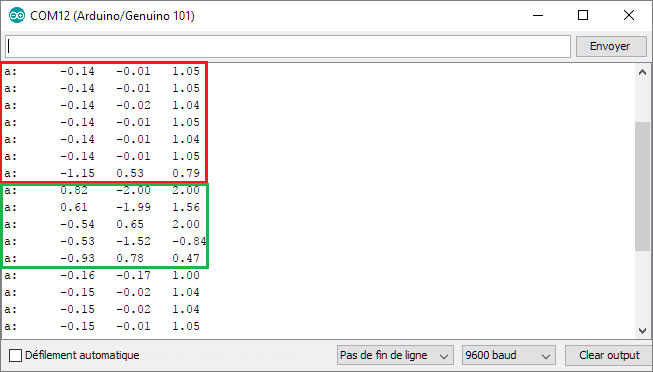 COM12 (Arduino/Genuino 101)
Envoyer
a: -0.14 -0.01 1.05
a: -0.14 -0.01 1.05
a: -0.14 -0.02 1.04
a: -0.14 -0.01 1.05
a: -0.14 -0.01 1.04
a: -0.14 -0.01 1.05
a: -1.15 0.53 0.79
a: 0.82 -2.00 2.00
a: 0.61 -1.99 1.56
a: -0.54 0.65 2.00
a: -0.53 -1.52 -0.84
a: -0.93 0.78 0.47
a: -0.16 -0.17 1.00
a: -0.15 -0.02 1.04
a: -0.15 -0.02 1.04
a: -0.15 -0.01 1.05
Défilement automatique Pas de fin de ligne 9600 baud Clear output